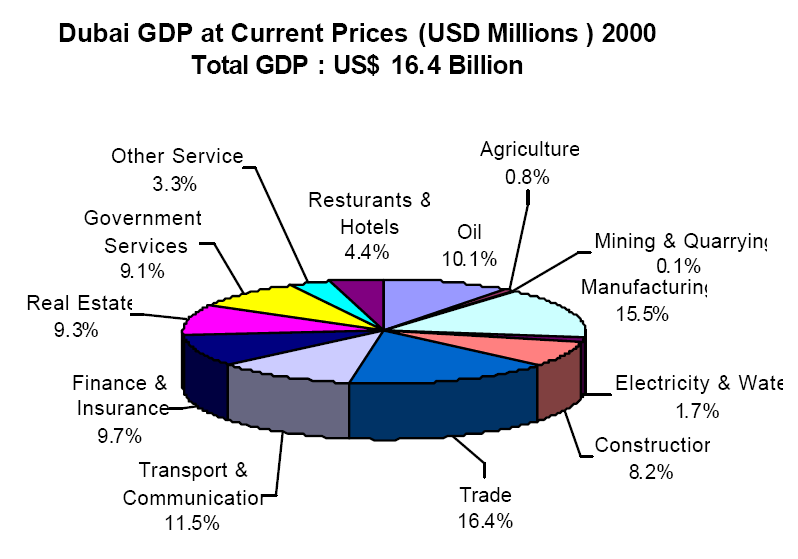 Dubai GDP at Current Prices (USD Millions ) 2000
Total GDP : US$ 16.4 Billion
Agriculture
0.8%
Other Service
3.3%
Resturants &
Hotels
4.4%
Oil
10.1%
Government
Services
9.1%
Mining & Quarrying
0.1%
Manufacturing
15.5%
Real Estate
9.3%
Finance &
Insurance
9.7%
Electricity & Wate
1.7%
Construction
8.2%
Transport &
Communication
11.5%
Trade
16.4%